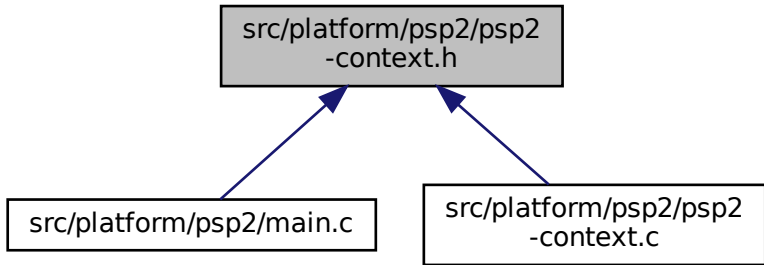 src/platform/psp2/psp2
-context.h
src/platform/psp2/main.c
src/platform/psp2/psp2
-context.c